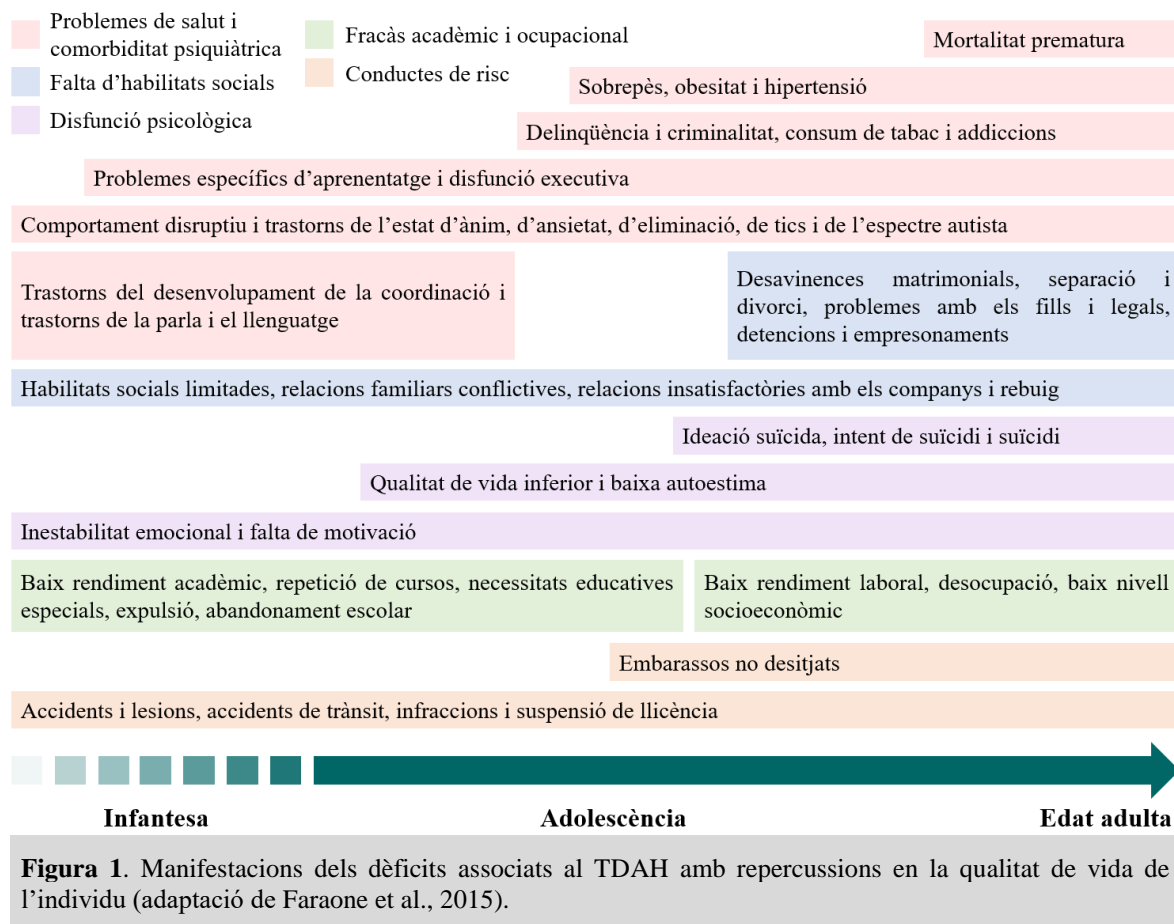 Problemes de salut i
comorbiditat psiquiàtrica
Falta d'habilitats socials
Disfunció psicològica
Fracàs acadèmic i ocupacional
Conductes de risc
Mortalitat prematura
Sobrepès, obesitat i hipertensió
Delinqüència i criminalitat, consum de tabac i addiccions
Problemes específics d'aprenentatge i disfunció executiva
Comportament disruptiu i trastorns de l'estat d'ànim, d'ansietat, d'eliminació, de tics i de l'espectre autista
Trastorns del desenvolupament de la coordinació i
trastorns de la parla i el llenguatge
Desavinences matrimonials, separació i
divorci, problemes amb els fills i legals,
detencions i empresonaments
Habilitats socials limitades, relacions familiars conflictives, relacions insatisfactòries amb els companys i rebuig
Ideació suïcida, intent de suïcidi i suïcidi
Qualitat de vida inferior i baixa autoestima
Inestabilitat emocional i falta de motivació
Baix rendiment acadèmic, repetició de cursos, necessitats educatives
especials, expulsió, abandonament escolar
Baix rendiment laboral, desocupació, baix nivell
socioeconòmic
Embarassos no desitjats
Accidents i lesions, accidents de trànsit, infraccions i suspensió de llicència
Infantesa
Adolescència
Edat adulta
Figura 1. Manifestacions dels dèficits associats al TDAH amb repercussions en la qualitat de vida de
l'individu (adaptació de Faraone et al., 2015).